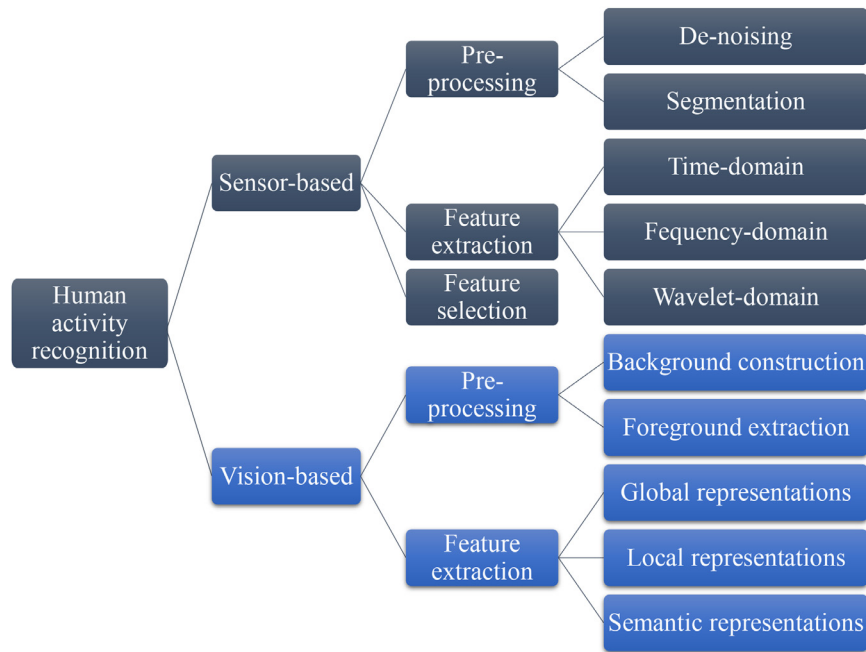 Human
activity
recognition
Sensor-based
Pre-
processing
De-noising
Segmentation
Feature
extraction
Time-domain
Fequency-domain
Wavelet-domain
Feature
selection
Vision-based
Pre-
processing
Background construction
Foreground extraction
Feature
extraction
Global representations
Local representations
Semantic representations